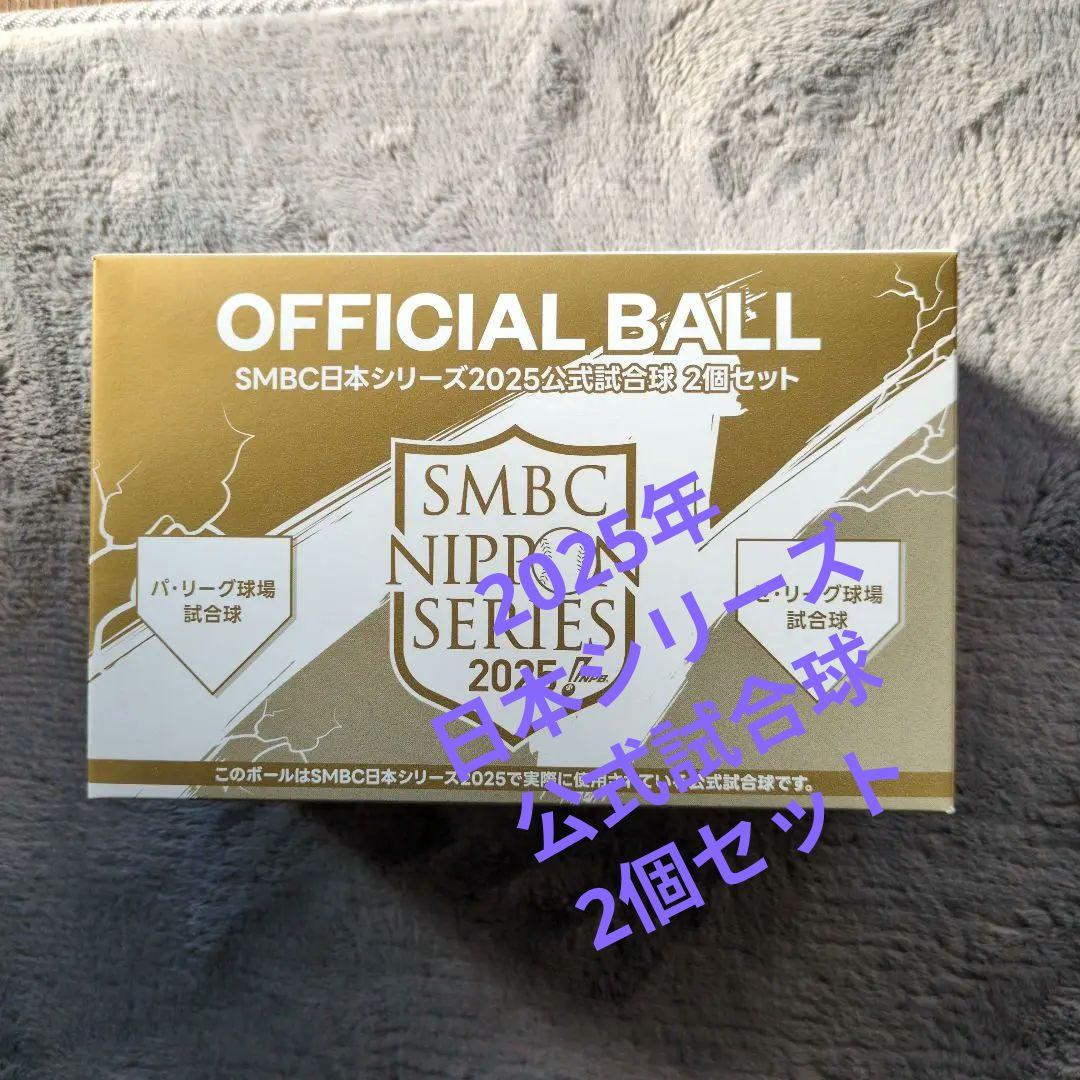 OFFICIAL BALL
SMBC日本シリーズ2025公式試合球 2個セット
SMBC
NIPPON
SERIES
2025
NPB
パ・リーグ球場
試合球
セ・リーグ球場
試合球
このボールはSMBC日本シリーズ2025で実際に使用されている公式試合球です。
2025年
日本シリーズ
公式試合球
2個セット